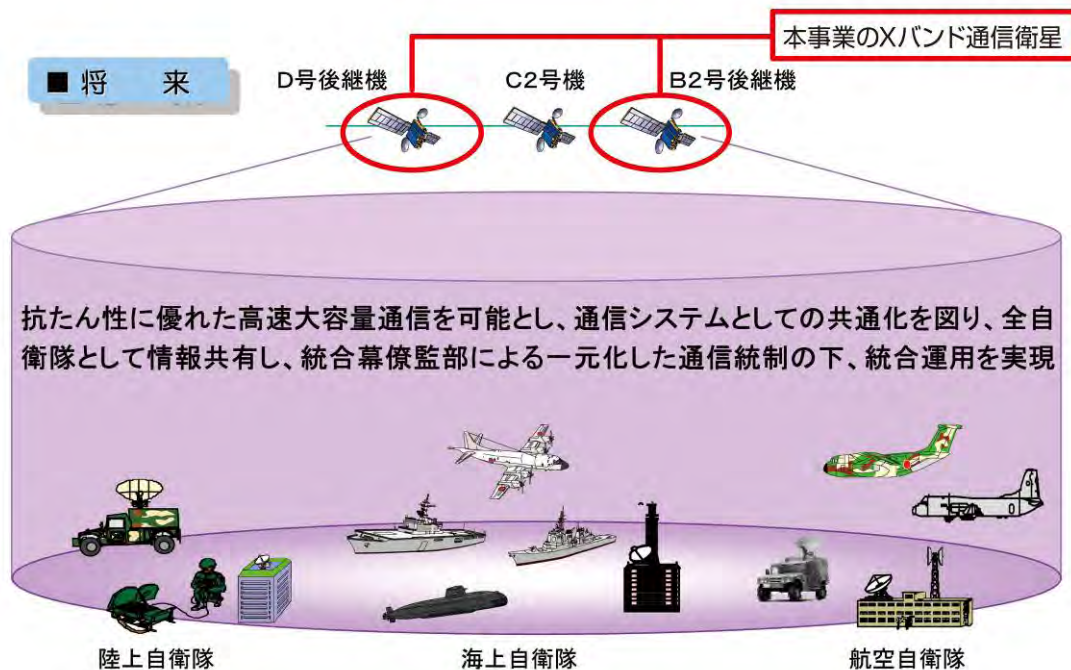 本事業のXバンド通信衛星
■将　来
D号後継機
C2号機
B2号後継機
抗たん性に優れた高速大容量通信を可能とし、通信システムとしての共通化を図り、全自
衛隊として情報共有し、統合幕僚監部による一元化した通信統制の下、統合運用を実現
陸上自衛隊
海上自衛隊
航空自衛隊